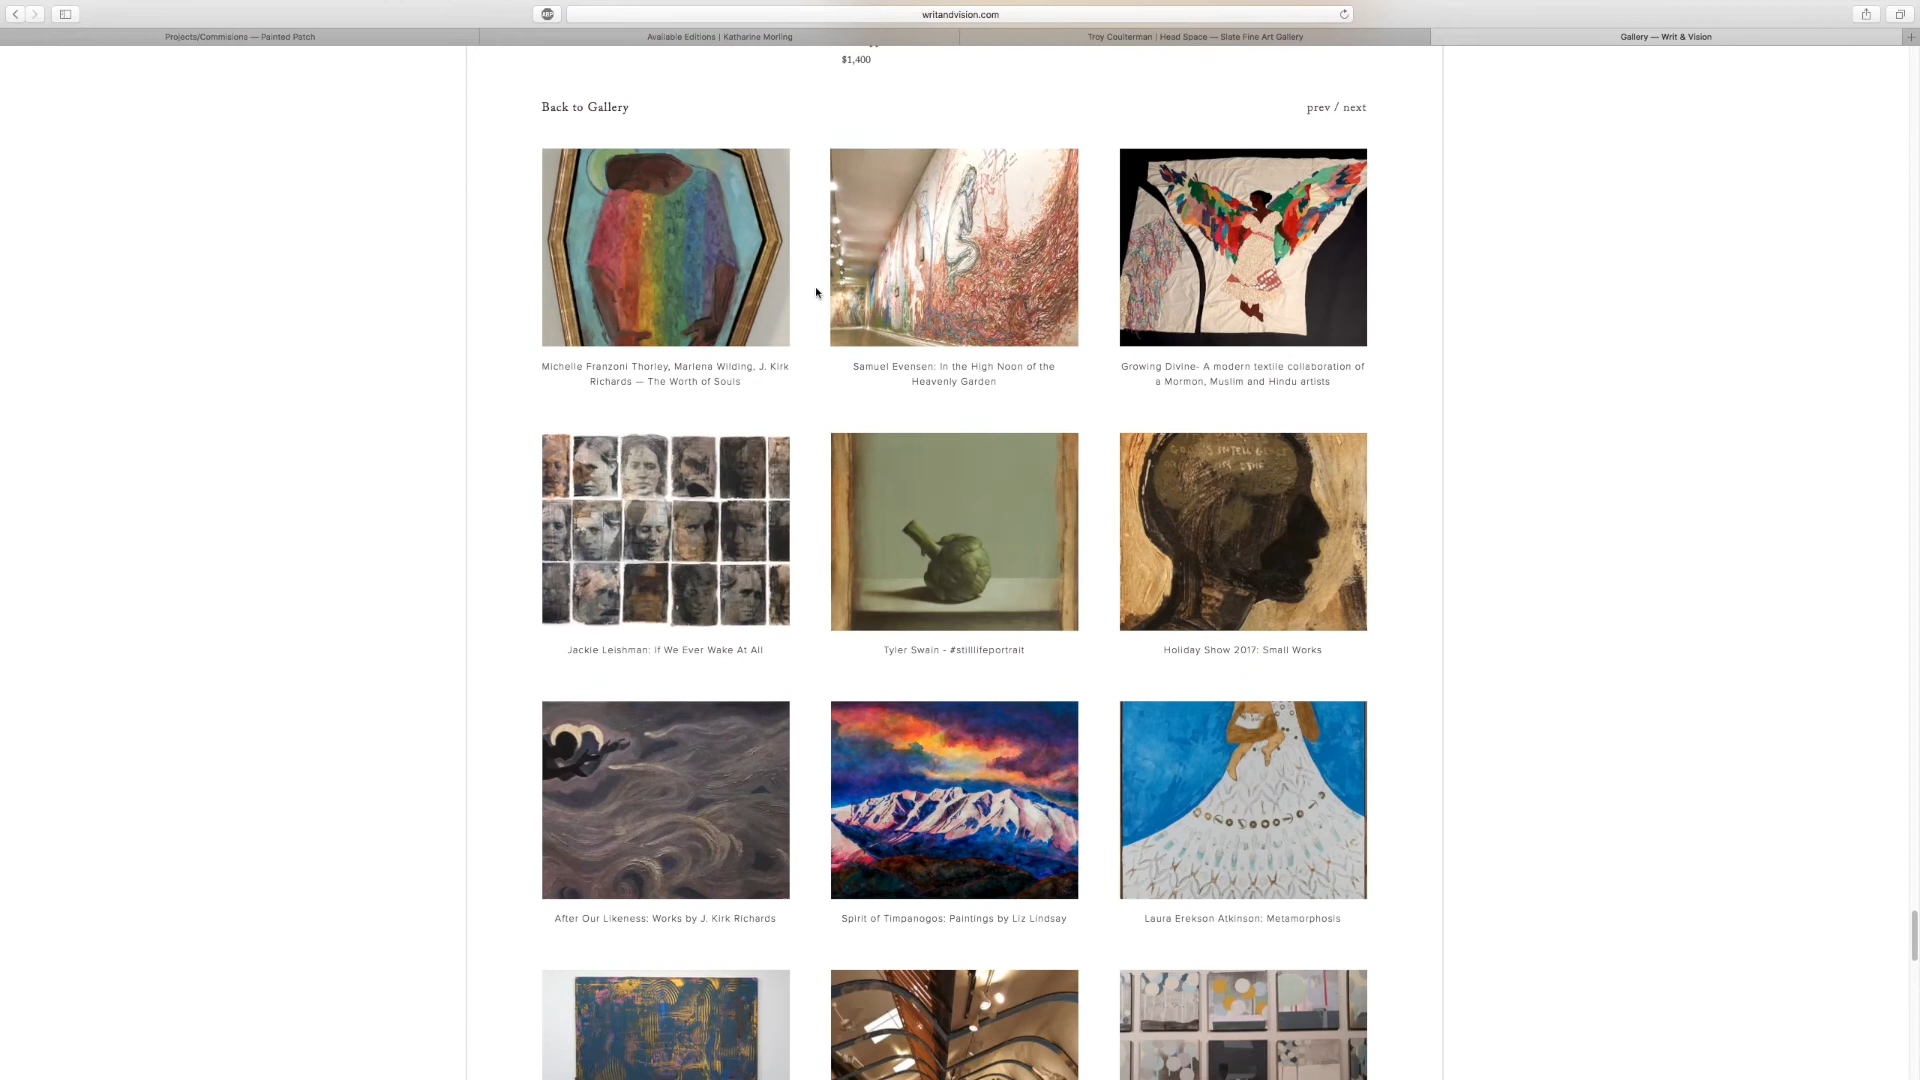 writandvision.com
Projects/Commisions — Painted Patch
Available Editions | Katharine Morling
Troy Coulterman | Head Space — Slate Fine Art Gallery
Gallery — Writ & Vision
$1,400
Back to Gallery
prev / next
Michelle Franzoni Thorley, Marlena Wilding, J. Kirk
Richards — The Worth of Souls
Samuel Evensen: In the High Noon of the
Heavenly Garden
Growing Divine- A modern textile collaboration of
a Mormon, Muslim and Hindu artists
Jackie Leishman: If We Ever Wake At All
Tyler Swain - #stilllifeportrait
Holiday Show 2017: Small Works
After Our Likeness: Works by J. Kirk Richards
Spirit of Timpanogos: Paintings by Liz Lindsay
Laura Erekson Atkinson: Metamorphosis